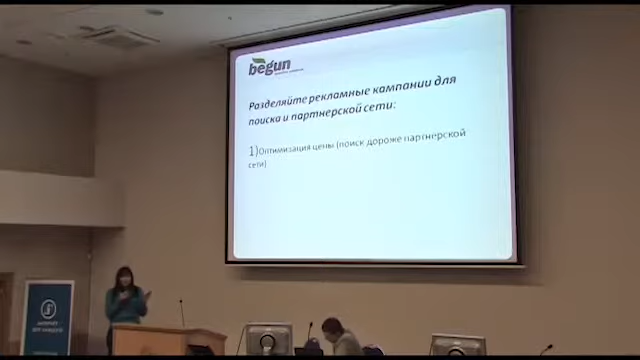 begun
Разделяйте рекламные кампании для
поиска и партнерской сети:
1)Оптимизация цены (поиск дороже партнерской
сети)